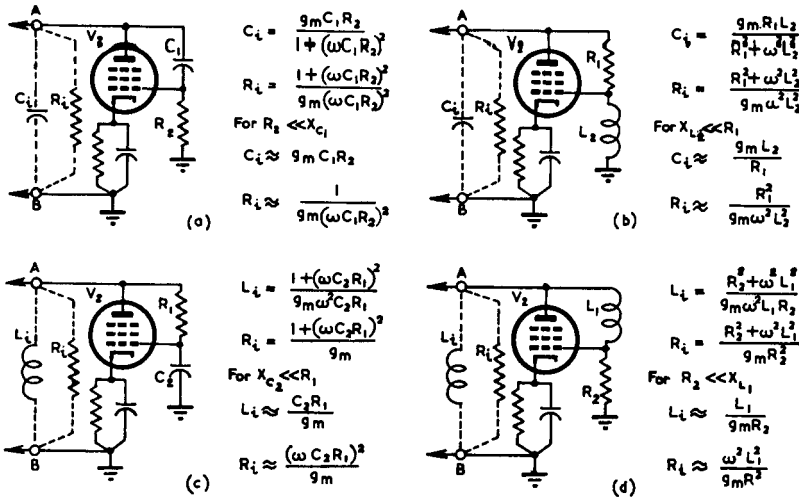 A
V₂
C₁
Cᵢ
Rᵢ
R₂
B
(a)
Cᵢ = gₘC₁R₂ / 1 + (ωC₁R₂)²
Rᵢ = 1 + (ωC₁R₂)² / gₘ(ωC₁R₂)²
For R₂ << X_C₁
Cᵢ ≈ gₘC₁R₂
Rᵢ ≈ 1 / gₘ(ωC₁R₂)²
A
V₂
R₁
Cᵢ
Rᵢ
L₂
B
(b)
Cᵢ = gₘR₁L₂ / R₁² + ω²L₂²
Rᵢ = R₁² + ω²L₂² / gₘω²L₂²
For X_L₂ << R₁
Cᵢ ≈ gₘL₂ / R₁
Rᵢ ≈ R₁² / gₘω²L₂²
A
V₂
R₁
Lᵢ
Rᵢ
C₂
B
(c)
Lᵢ = 1 + (ωC₂R₁)² / gₘω²C₂R₁
Rᵢ = 1 + (ωC₂R₁)² / gₘ
For X_C₂ << R₁
Lᵢ ≈ C₂R₁ / gₘ
Rᵢ ≈ (ωC₂R₁)² / gₘ
A
V₂
L₁
Lᵢ
Rᵢ
R₂
B
(d)
Lᵢ = R₂² + ω²L₁² / gₘω²L₁R₂
Rᵢ = R₂² + ω²L₁² / gₘR₂²
For R₂ << X_L₁
Lᵢ ≈ L₁ / gₘR₂
Rᵢ ≈ ω²L₁² / gₘR²